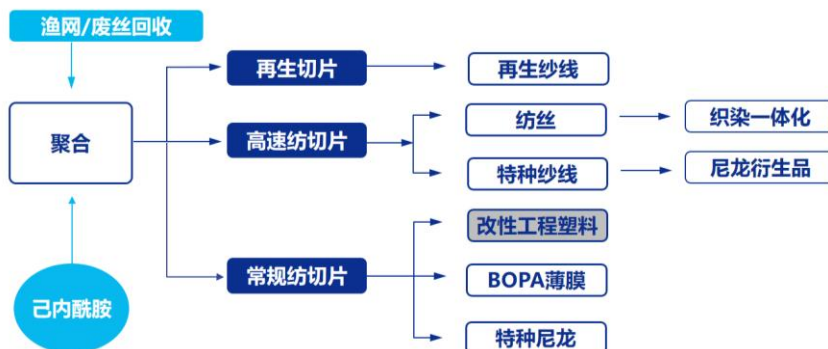 渔网/废丝回收
再生切片
再生纱线
聚合
高速纺切片
纺丝
织染一体化
特种纱线
尼龙衍生品
改性工程塑料
己内酰胺
常规纺切片
BOPA薄膜
特种尼龙